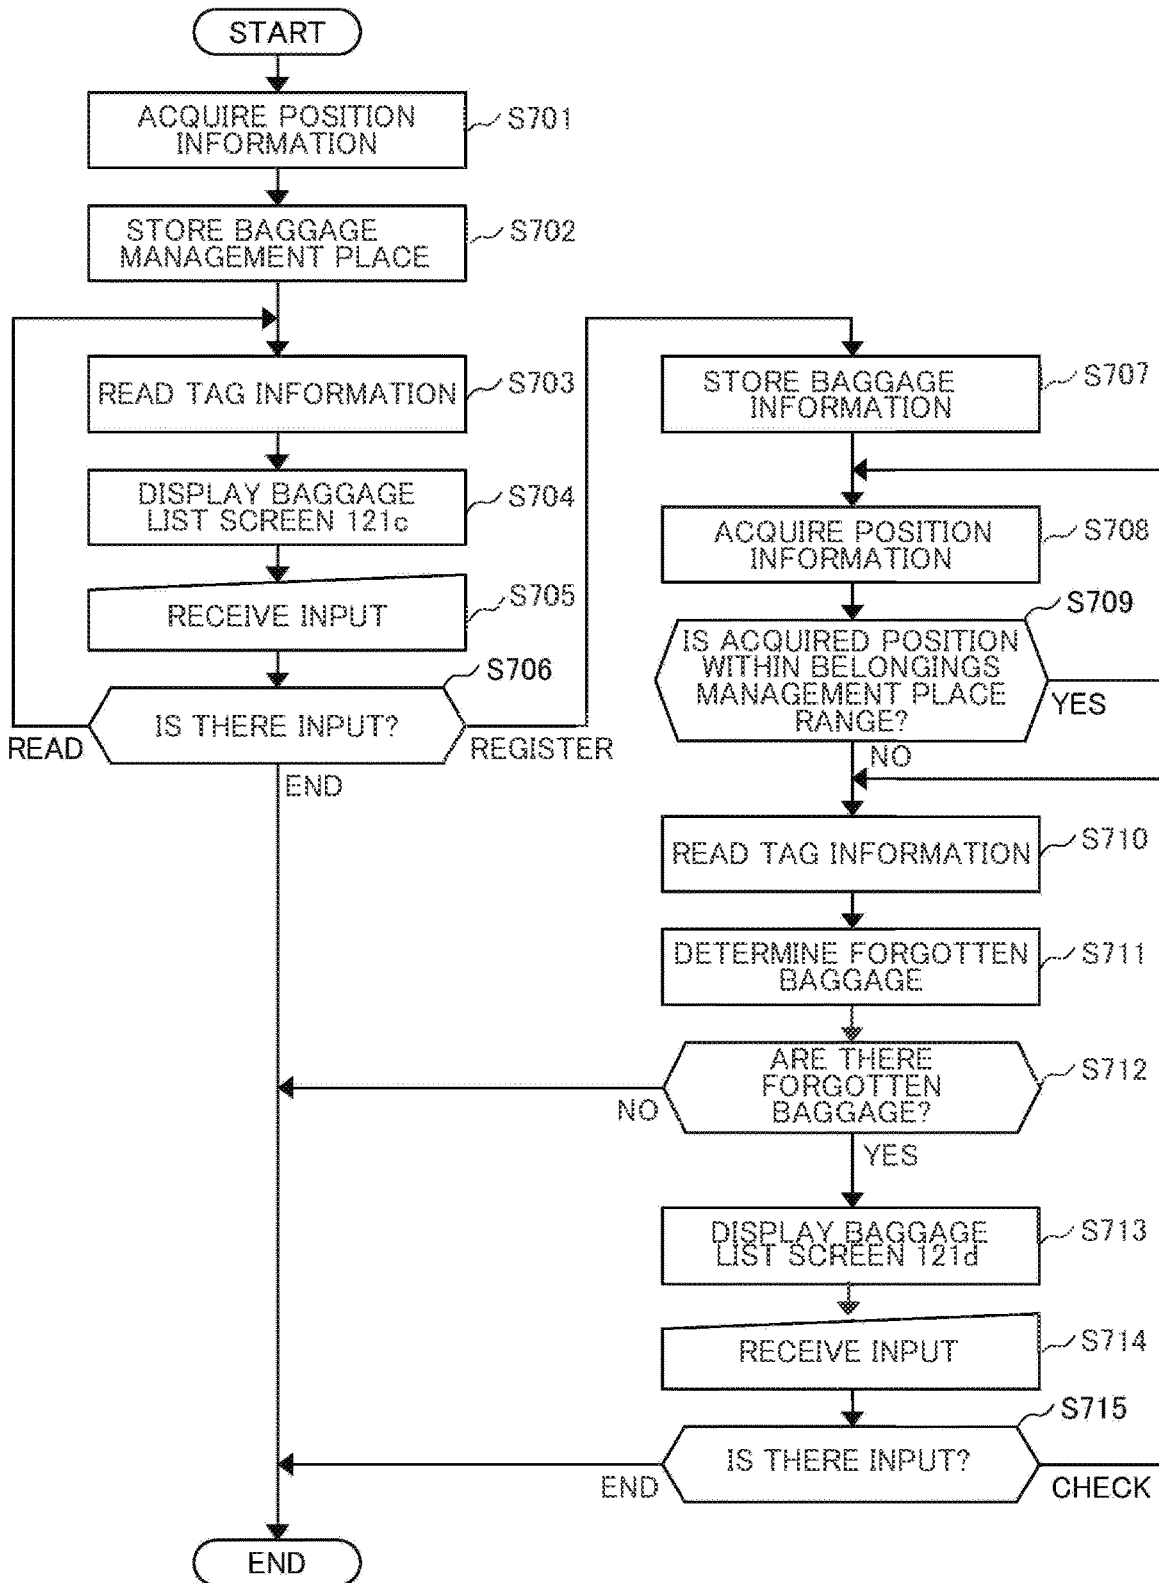 START
ACQUIRE POSITION
INFORMATION
S701
STORE BAGGAGE
MANAGEMENT PLACE
S702
READ TAG INFORMATION
S703
DISPLAY BAGGAGE
LIST SCREEN 121c
S704
RECEIVE INPUT
S705
IS THERE INPUT?
S706
READ
REGISTER
END
STORE BAGGAGE
INFORMATION
S707
ACQUIRE POSITION
INFORMATION
S708
IS ACQUIRED POSITION
WITHIN BELONGINGS
MANAGEMENT PLACE
RANGE?
S709
YES
NO
READ TAG INFORMATION
S710
DETERMINE FORGOTTEN
BAGGAGE
S711
ARE THERE
FORGOTTEN
BAGGAGE?
S712
NO
YES
DISPLAY BAGGAGE
LIST SCREEN 121d
S713
RECEIVE INPUT
S714
IS THERE INPUT?
S715
END
CHECK
END